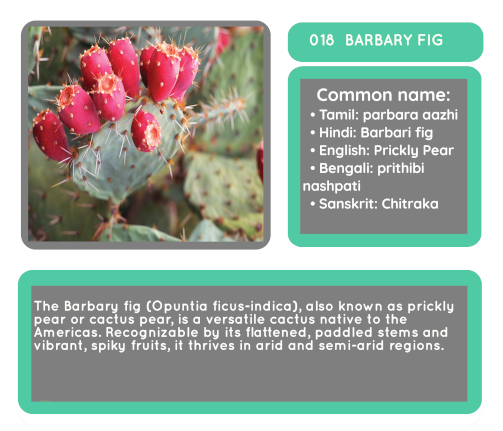 018 BARBARY FIG
Common name:
• Tamil: parbara aazhi
• Hindi: Barbari fig
• English: Prickly Pear
• Bengali: prithibi
nashpati
• Sanskrit: Chitraka
The Barbary fig (Opuntia ficus-indica), also known as prickly
pear or cactus pear, is a versatile cactus native to the
Americas. Recognizable by its flattened, paddled stems and
vibrant, spiky fruits, it thrives in arid and semi-arid regions.